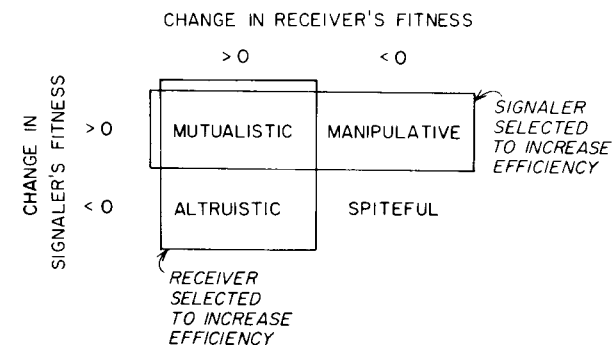 CHANGE IN RECEIVER'S FITNESS
> 0 < 0
CHANGE IN
SIGNALER'S FITNESS
> 0 MUTUALISTIC MANIPULATIVE
< 0 ALTRUISTIC SPITEFUL
SIGNALER
SELECTED
TO INCREASE
EFFICIENCY
RECEIVER
SELECTED
TO INCREASE
EFFICIENCY